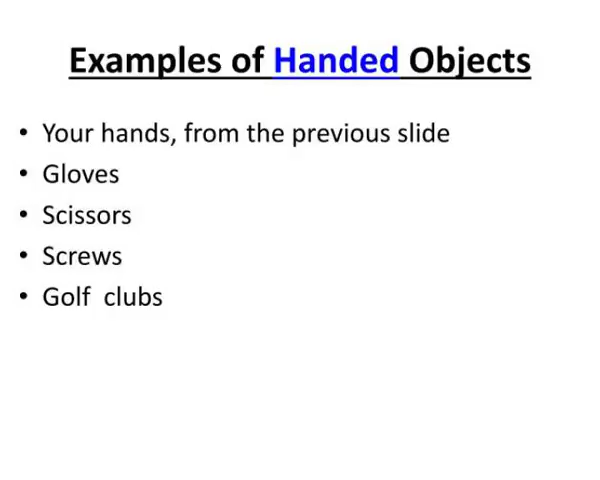 Examples of Handed Objects
• Your hands, from the previous slide
• Gloves
• Scissors
• Screws
• Golf  clubs